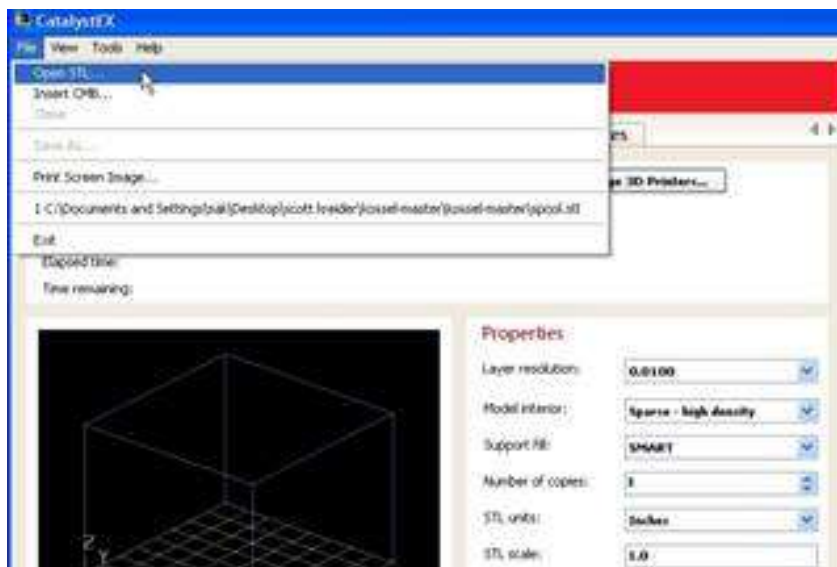 CatalystEX
File View Tools Help
Open STL...
Insert CMB...
Close
Save As...
Print Screen Image...
1 C:\Documents and Settings\ \Desktop\scott \kossel-master\kossel-master\spool.stl
Exit
Elapsed time:
Time remaining:
3D Printers...
Properties
Layer resolution: 0.0100
Model interior: Sparse - high density
Support fill: SMART
Number of copies: 1
STL units: Inches
STL scale: 1.0
Z
Y